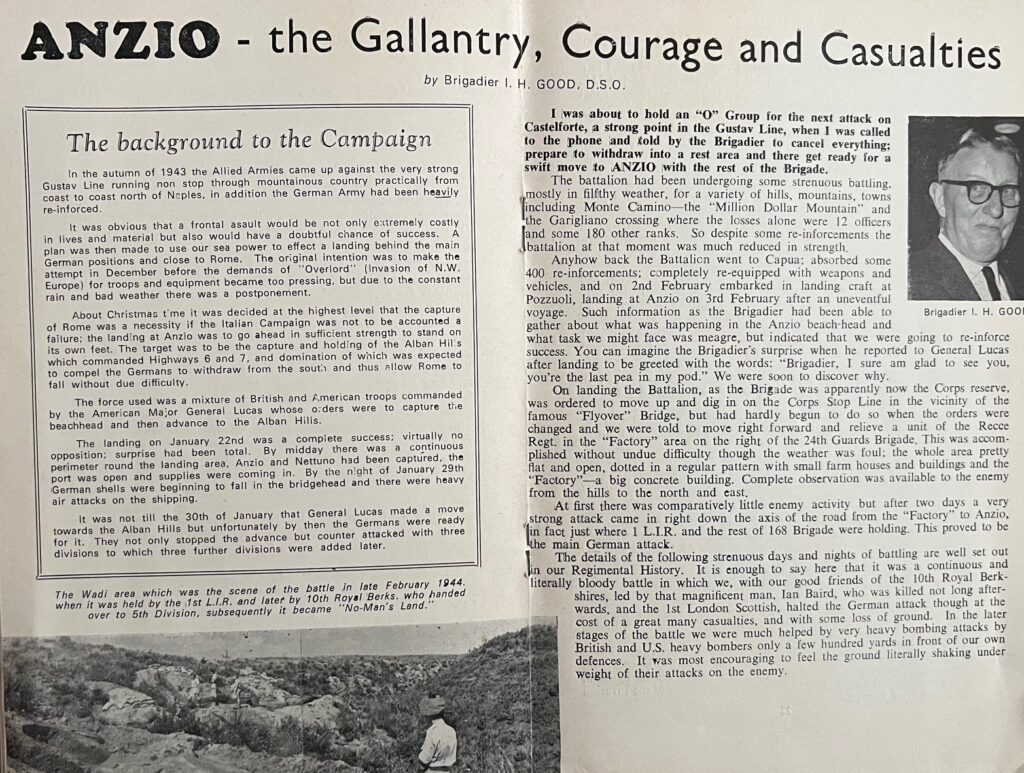 ANZIO - the Gallantry, Courage and Casualties
by Brigadier I. H. GOOD, D.S.O.
The background to the Campaign
In the autumn of 1943 the Allied Armies came up against the very strong
Gustav Line running non stop through mountainous country practically from
coast to coast north of Naples, in addition the German Army had been heavily
re-inforced.
It was obvious that a frontal asault would be not only extremely costly
in lives and material but also would have a doubtful chance of success. A
plan was then made to use our sea power to effect a landing behind the main
German positions and close to Rome. The original intention was to make the
attempt in December before the demands of "Overlord" (Invasion of N.W.
Europe) for troops and equipment became too pressing, but due to the constant
rain and bad weather there was a postponement.
About Christmas time it was decided at the highest level that the capture
of Rome was a necessity if the Italian Campaign was not to be accounted a
failure; the landing at Anzio was to go ahead in sufficient strength to stand on
its own feet. The target was to be the capture and holding of the Alban Hills
which commanded Highways 6 and 7, and domination of which was expected
to compel the Germans to withdraw from the south and thus allow Rome to
fall without due difficulty.
The force used was a mixture of British and American troops commanded
by the American Major General Lucas whose orders were to capture the
beachhead and then advance to the Alban Hills.
The landing on January 22nd was a complete success; virtually no
opposition; surprise had been total. By midday there was a continuous
perimeter round the landing area, Anzio and Nettuno had been captured, the
port was open and supplies were coming in. By the night of January 29th
German shells were beginning to fall in the bridgehead and there were heavy
air attacks on the shipping.
It was not till the 30th of January that General Lucas made a move
towards the Alban Hills but unfortunately by then the Germans were ready
for it. They not only stopped the advance but counter attacked with three
divisions to which three further divisions were added later.
The Wadi area which was the scene of the battle in late February 1944.
when it was held by the 1st L.I.R. and later by 10th Royal Berks. who handed
over to 5th Division, subsequently it became "No-Man's Land."
I was about to hold an "O" Group for the next attack on
Castelforte, a strong point in the Gustav Line, when I was called
to the phone and told by the Brigadier to cancel everything;
prepare to withdraw into a rest area and there get ready for a
swift move to ANZIO with the rest of the Brigade.
The battalion had been undergoing some strenuous battling,
mostly in filthfy weather, for a variety of hills, mountains, towns
including Monte Camino—the "Million Dollar Mountain" and
the Garigliano crossing where the losses alone were 12 officers
and some 180 other ranks. So despite some re-inforcements the
battalion at that moment was much reduced in strength.
Anyhow back the Battalion went to Capua; absorbed some
400 re-inforcements; completely re-equipped with weapons and
vehicles, and on 2nd February embarked in landing craft at
Pozzuoli, landing at Anzio on 3rd February after an uneventful
voyage. Such information as the Brigadier had been able to
gather about what was happening in the Anzio beach-head and
what task we might face was meagre, but indicated that we were going to re-inforce
success. You can imagine the Brigadier's surprise when he reported to General Lucas
after landing to be greeted with the words: "Brigadier, I sure am glad to see you,
you're the last pea in my pod." We were soon to discover why.
On landing the Battalion, as the Brigade was apparently now the Corps reserve,
was ordered to move up and dig in on the Corps Stop Line in the vicinity of the
famous "Flyover" Bridge, but had hardly begun to do so when the orders were
changed and we were told to move right forward and relieve a unit of the Recce
Regt. in the "Factory" area on the right of the 24th Guards Brigade. This was accom-
plished without undue difficulty though the weather was foul; the whole area pretty
flat and open, dotted in a regular pattern with small farm houses and buildings and the
"Factory"—a big concrete building. Complete observation was available to the enemy
from the hills to the north and east.
At first there was comparatively little enemy activity but after two days a very
strong attack came in right down the axis of the road from the "Factory" to Anzio,
in fact just where 1 L.I.R. and the rest of 168 Brigade were holding. This proved to be
the main German attack.
The details of the following strenuous days and nights of battling are well set out
in our Regimental History. It is enough to say here that it was a continuous and
literally bloody battle in which we, with our good friends of the 10th Royal Berk-
shires, led by that magnificent man, Ian Baird, who was killed not long after-
wards, and the 1st London Scottish, halted the German attack though at the
cost of a great many casualties, and with some loss of ground. In the later
stages of the battle we were much helped by very heavy bombing attacks by
British and U.S. heavy bombers only a few hundred yards in front of our own
defences. It was most encouraging to feel the ground literally shaking under
weight of their attacks on the enemy.
Brigadier I. H. GOO